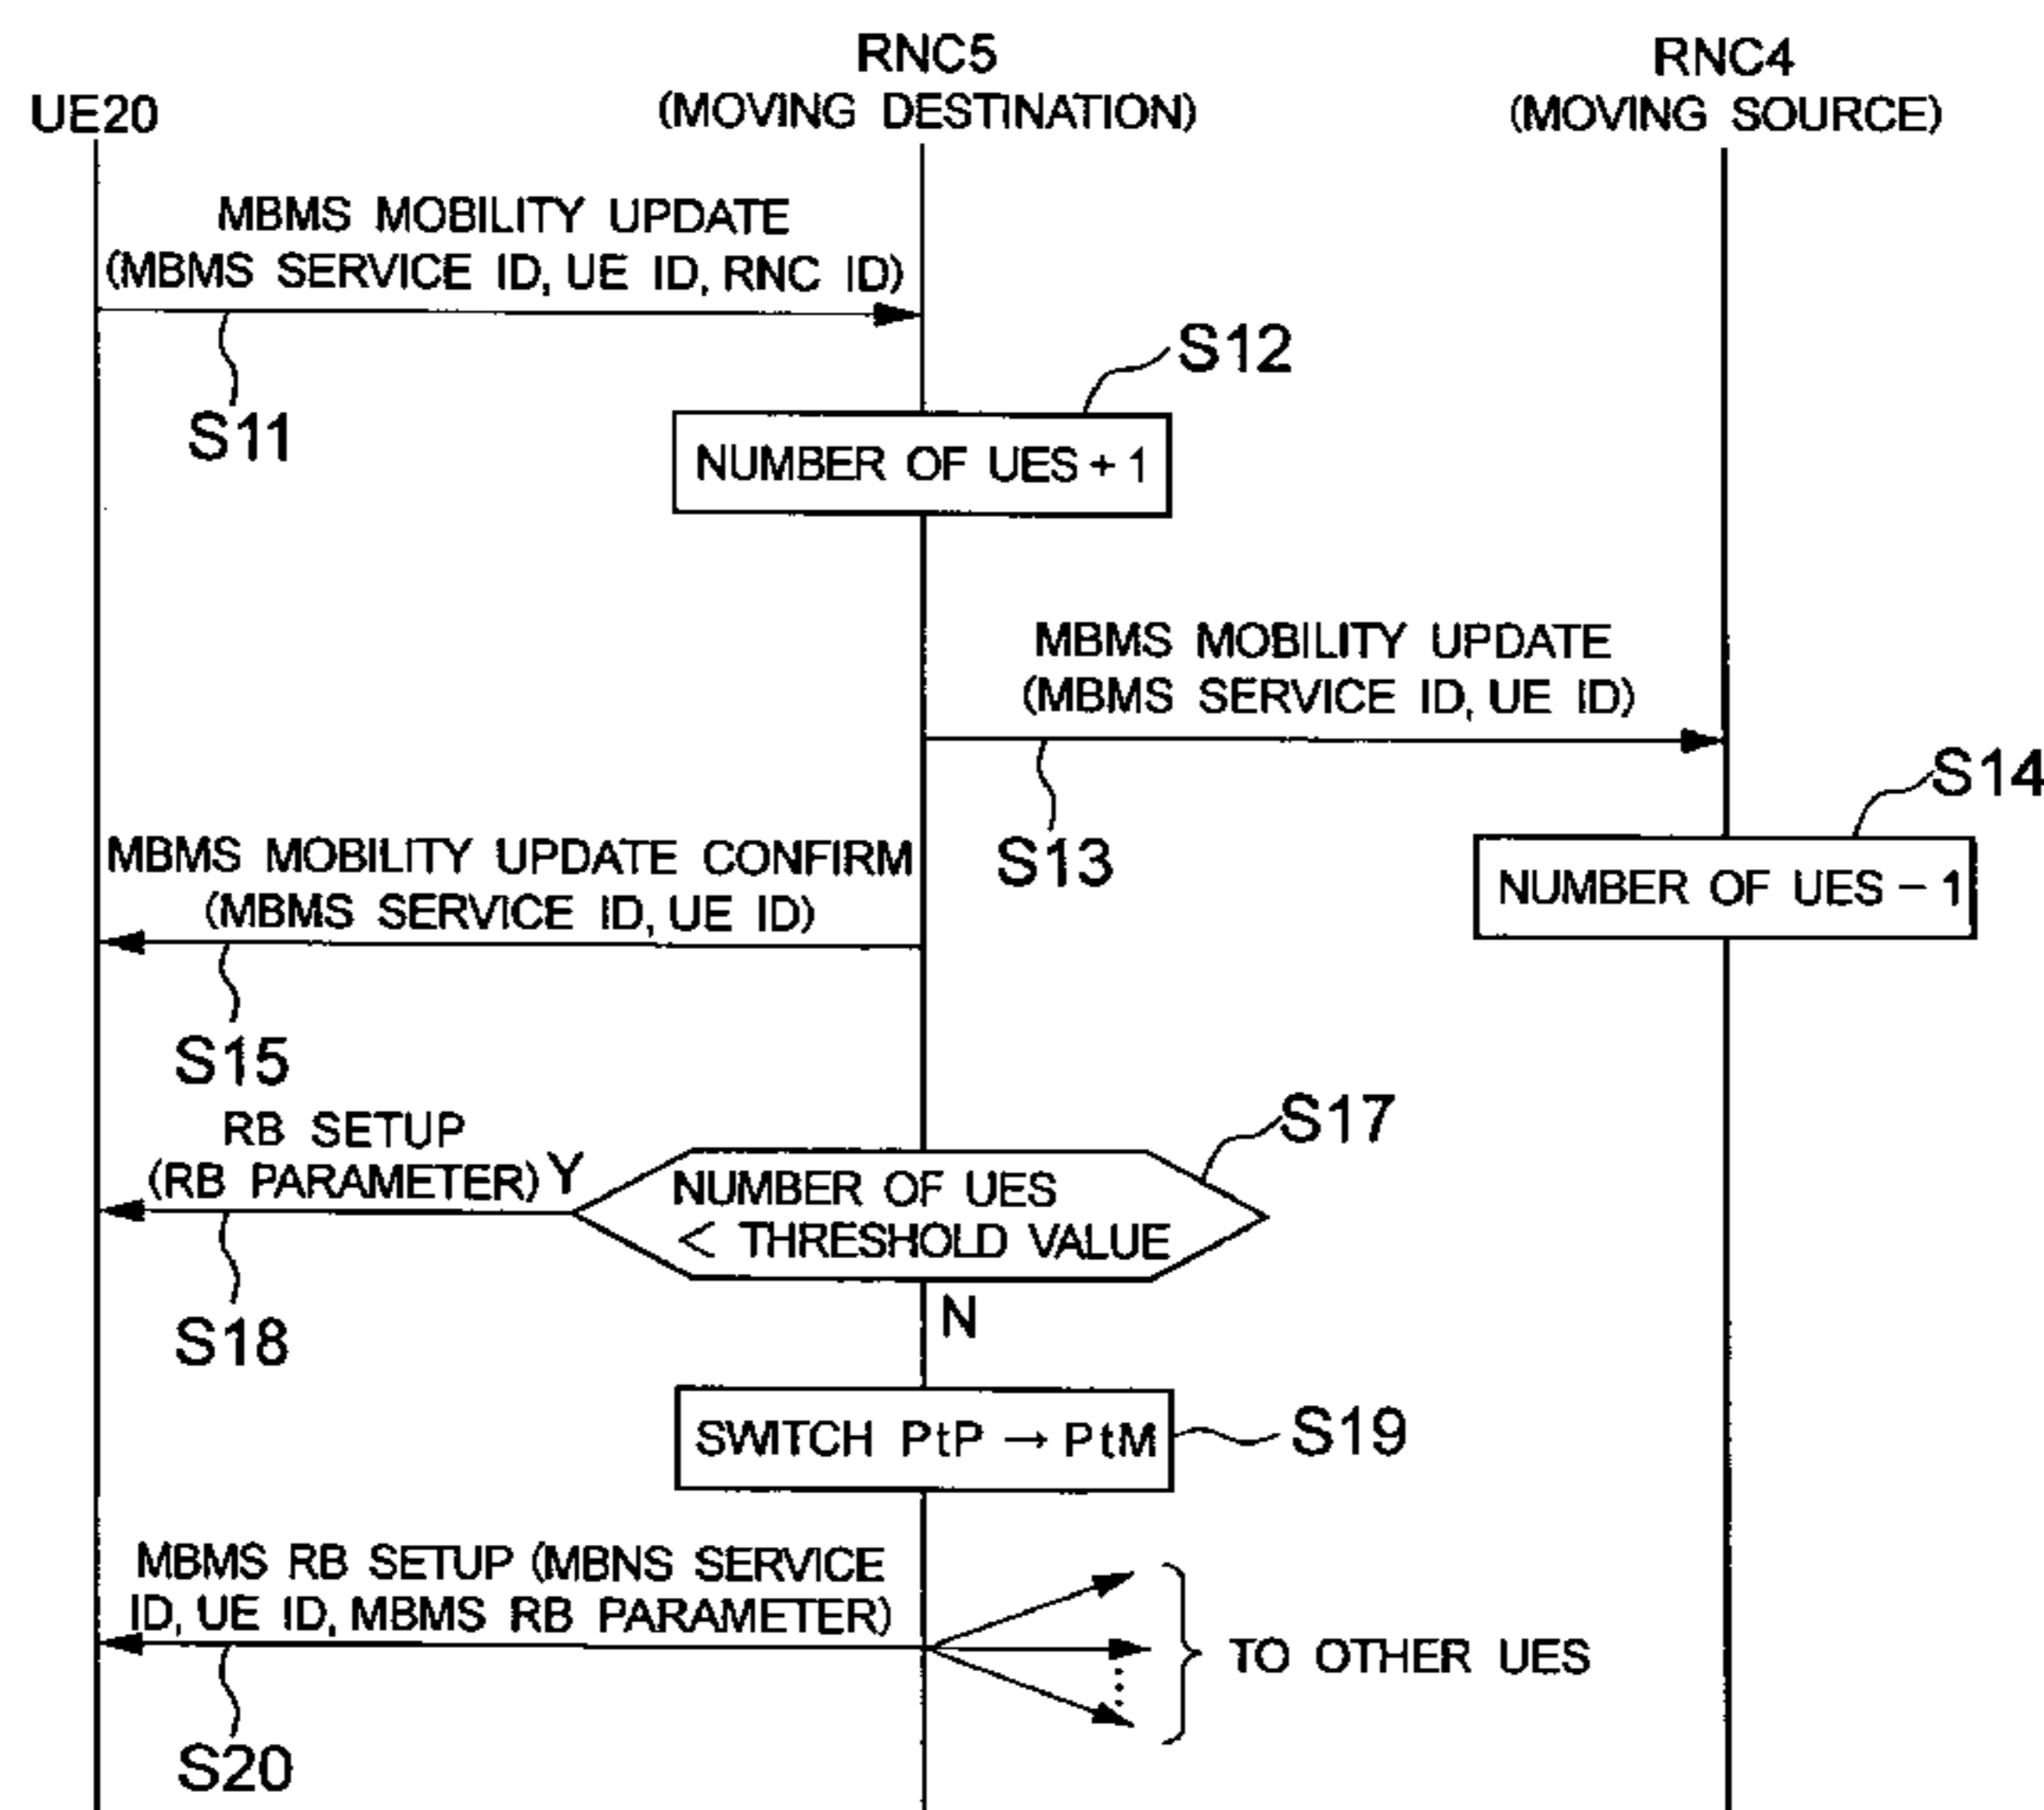 UE20
RNC5
(MOVING DESTINATION)
RNC4
(MOVING SOURCE)
MBMS MOBILITY UPDATE
(MBMS SERVICE ID, UE ID, RNC ID)
S11
S12
NUMBER OF UES + 1
MBMS MOBILITY UPDATE
(MBMS SERVICE ID, UE ID)
S13
S14
NUMBER OF UES - 1
MBMS MOBILITY UPDATE CONFIRM
(MBMS SERVICE ID, UE ID)
S15
RB SETUP
(RB PARAMETER) Y
S18
S17
NUMBER OF UES
< THRESHOLD VALUE
N
SWITCH PtP → PtM
S19
MBMS RB SETUP (MBNS SERVICE
ID, UE ID, MBMS RB PARAMETER)
S20
TO OTHER UES